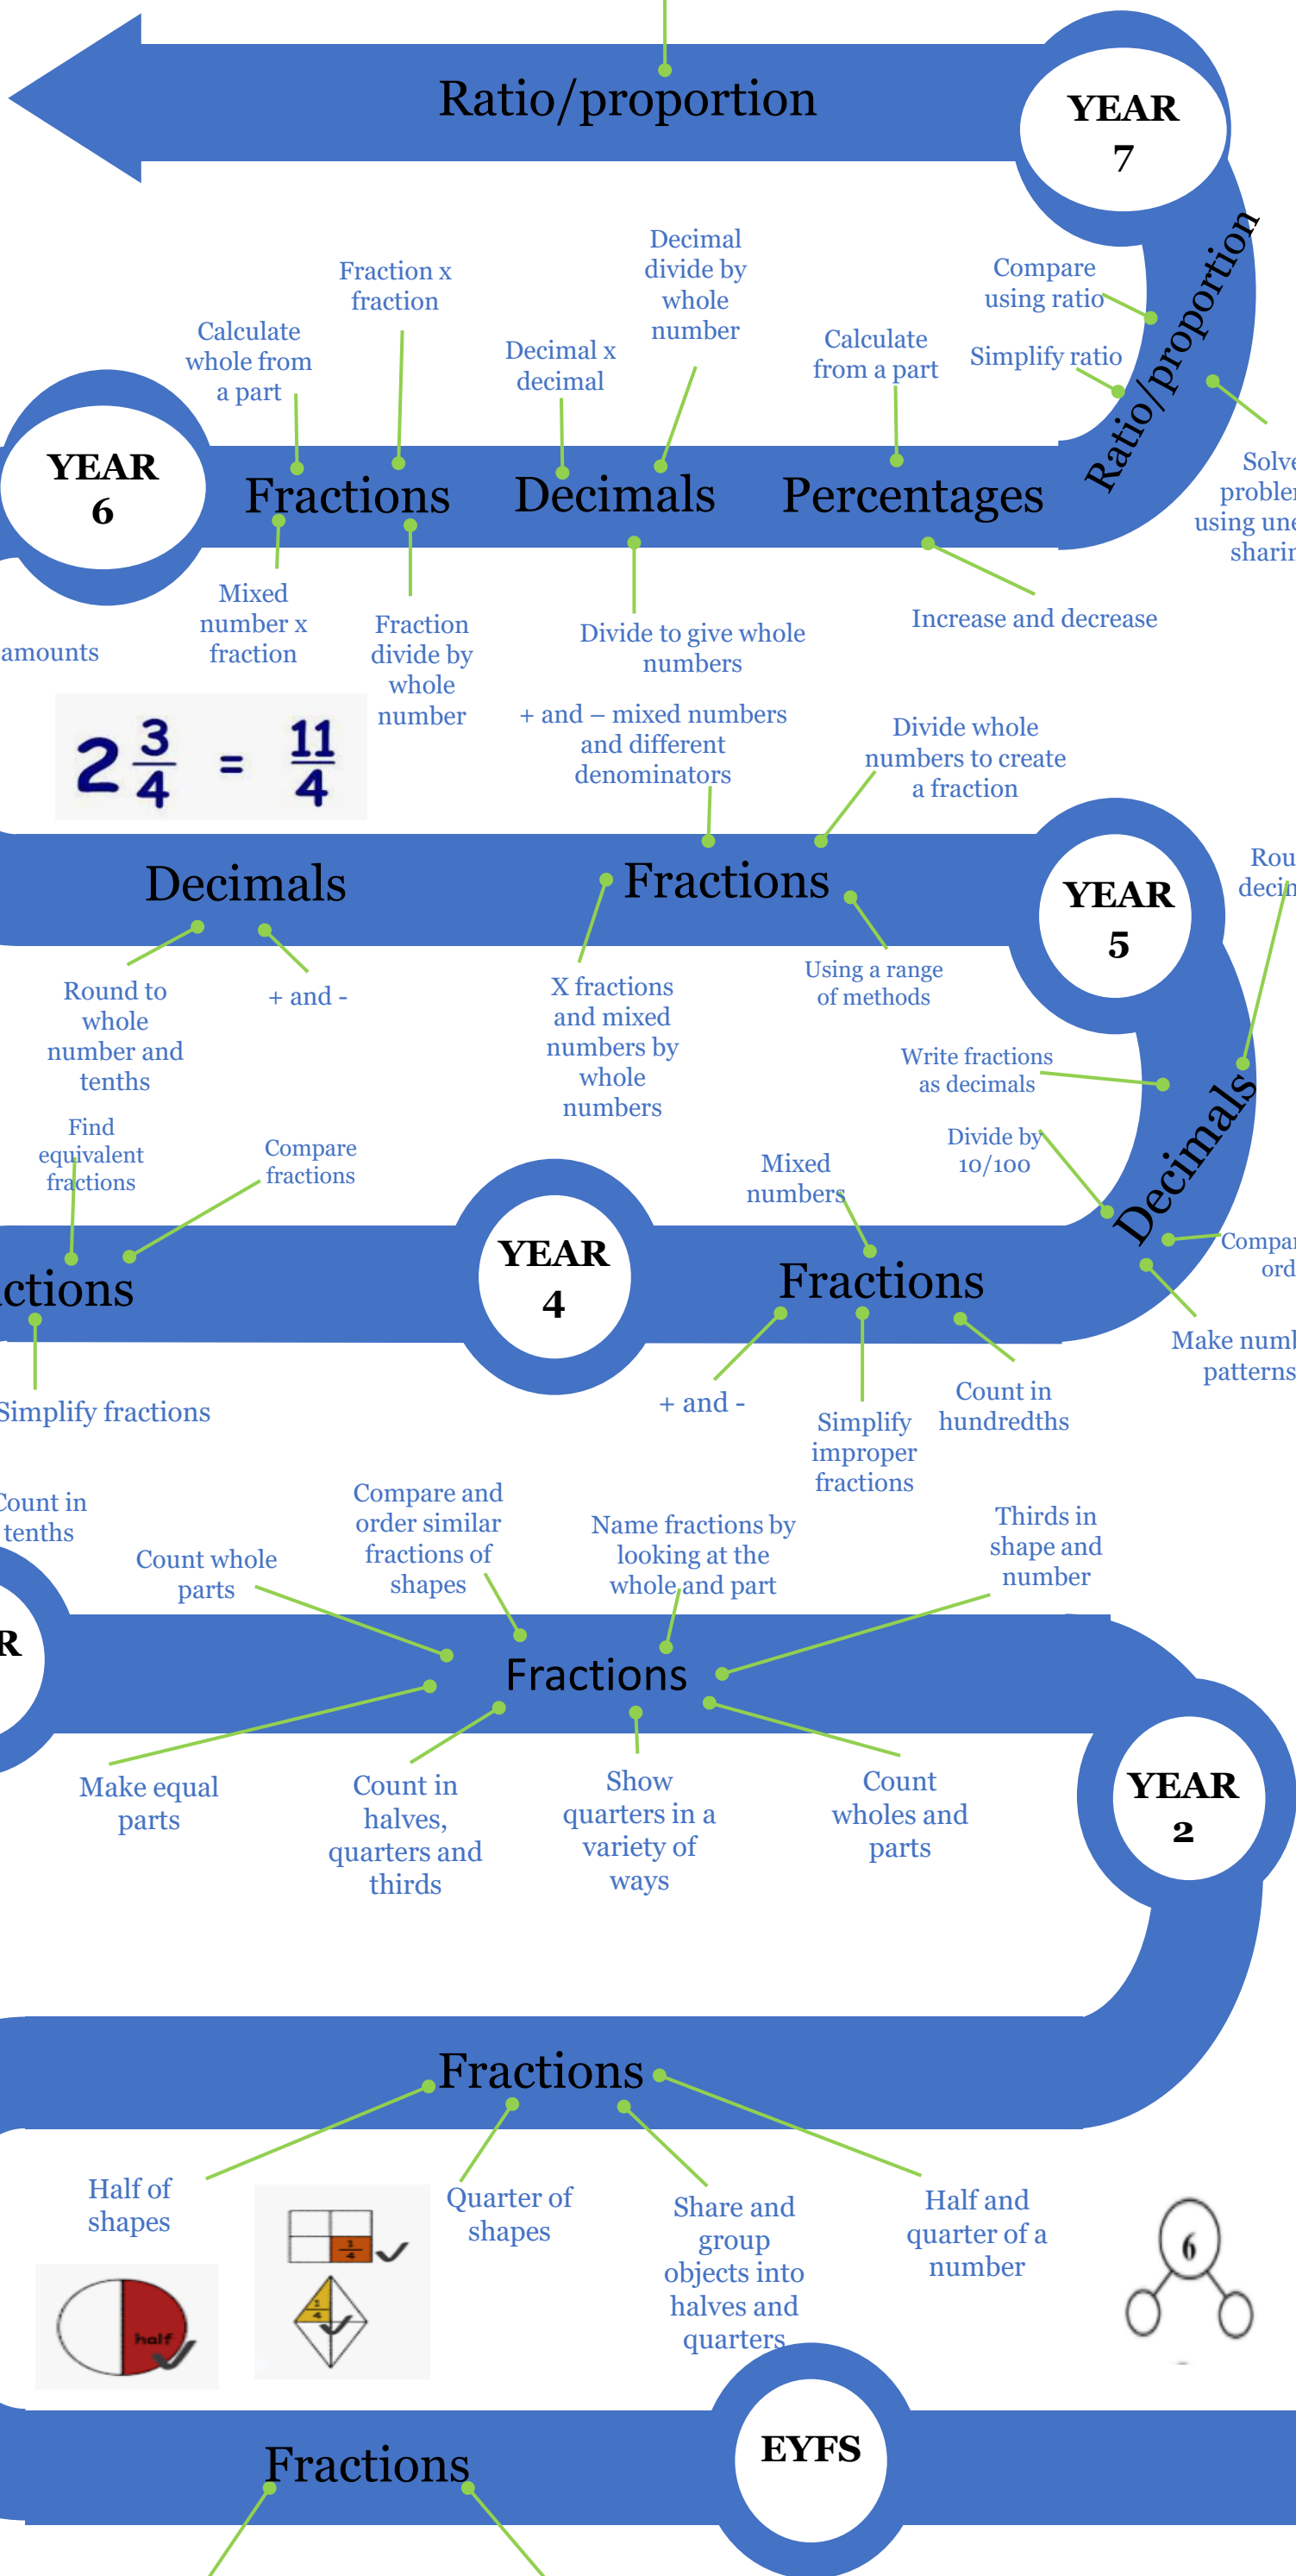 Ratio/proportion
YEAR
7
Ratio/proportion
Compare
using ratio
Simplify ratio
using
Decimal
divide by
whole
number
Fraction x
fraction
Calculate
whole from
a part
Decimal x
decimal
Calculate
from a part
YEAR
6
Fractions
Decimals
Percentages
Mixed
number x
fraction
Fraction
divide by
whole
number
Divide to give whole
numbers
Increase and decrease
amounts
2 3/4 = 11/4
+ and – mixed numbers
and different
denominators
Divide whole
numbers to create
a fraction
Decimals
Fractions
YEAR
5
Round to
whole
number and
tenths
+ and -
X fractions
and mixed
numbers by
whole
numbers
Using a range
of methods
Write fractions
as decimals
Divide by
10/100
Decimals
Make
patterns
Find
equivalent
fractions
Compare
fractions
Mixed
numbers
YEAR
4
Fractions
Simplify fractions
+ and -
Simplify
improper
fractions
Count in
hundredths
Count in
tenths
Count whole
parts
Compare and
order similar
fractions of
shapes
Name fractions by
looking at the
whole and part
Thirds in
shape and
number
Fractions
YEAR
2
Make equal
parts
Count in
halves,
quarters and
thirds
Show
quarters in a
variety of
ways
Count
wholes and
parts
Fractions
Half of
shapes
half
1/4
1/4
Quarter of
shapes
Share and
group
objects into
halves and
quarters
Half and
quarter of a
number
6
Fractions
EYFS